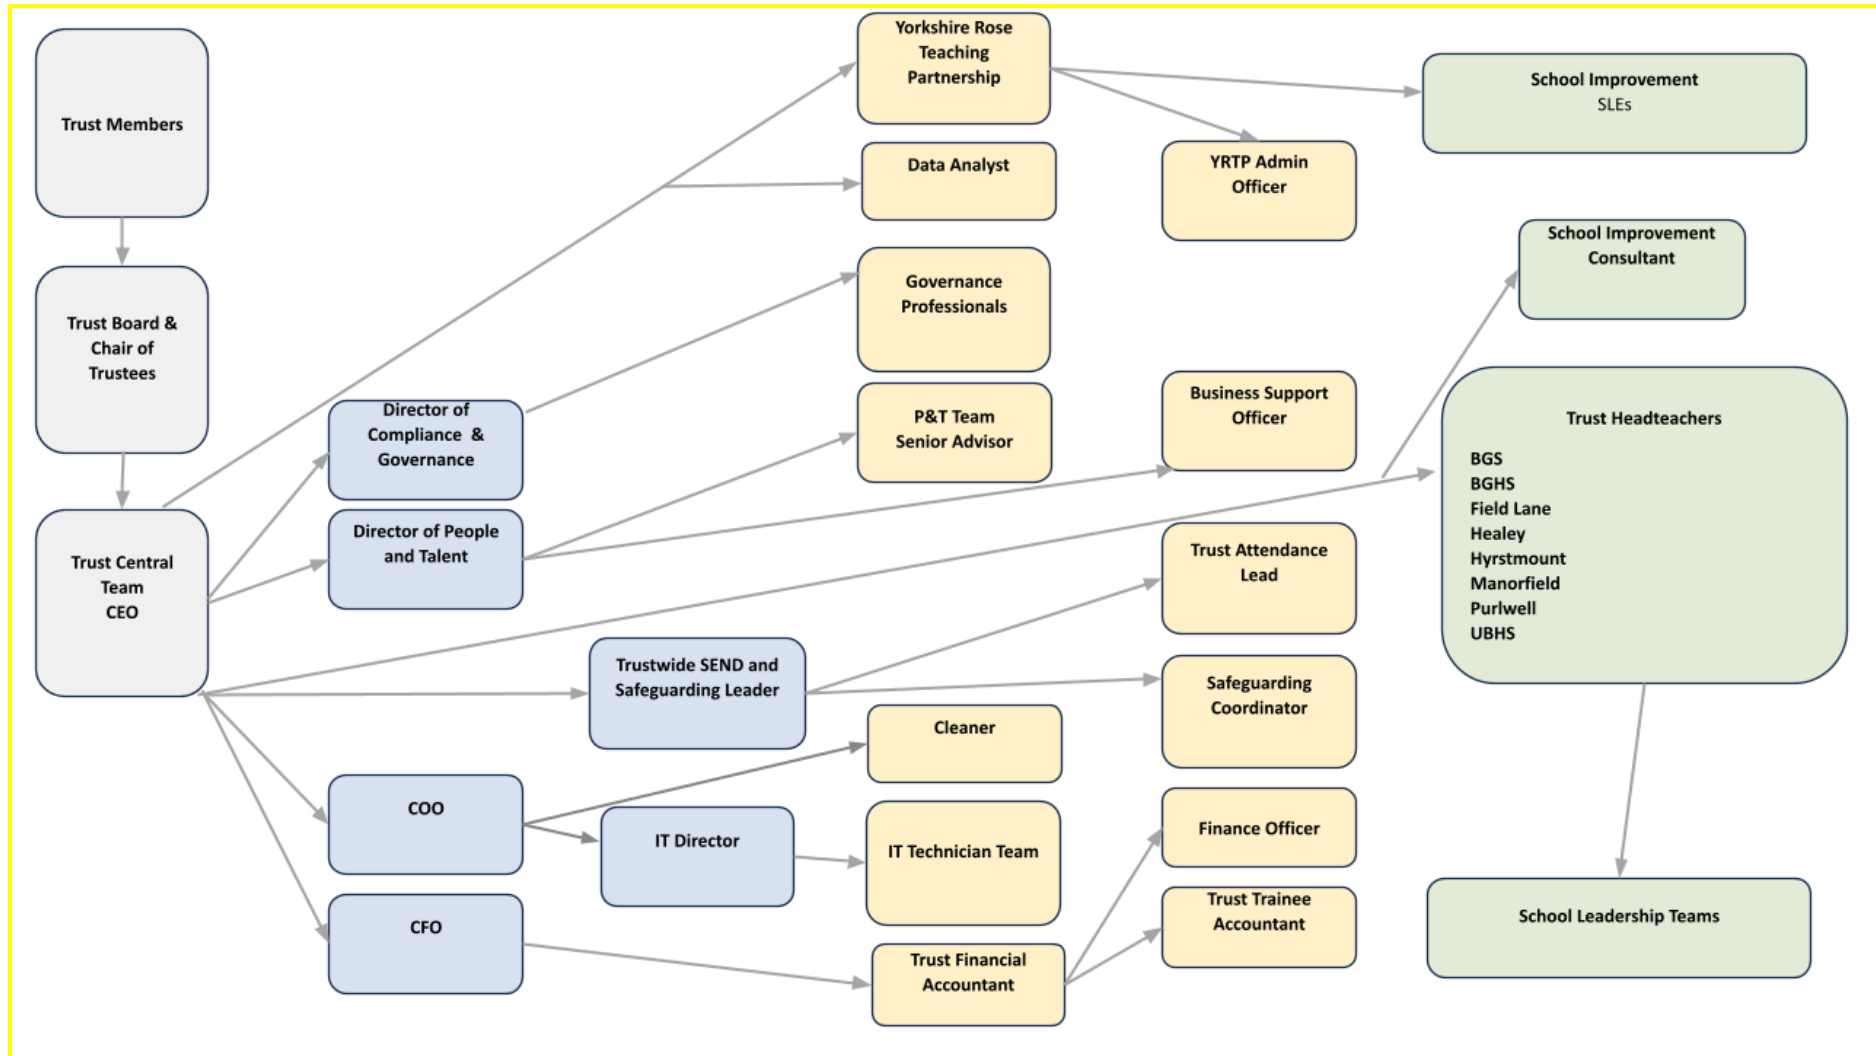 Trust Members
Trust Board &
Chair of
Trustees
Trust Central
Team
CEO
Director of
Compliance  &
Governance
Director of People
and Talent
Trustwide SEND and
Safeguarding Leader
COO
IT Director
CFO
Yorkshire Rose
Teaching
Partnership
Data Analyst
Governance
Professionals
P&T Team
Senior Advisor
Cleaner
IT Technician Team
Trust Financial
Accountant
YRTP Admin
Officer
Business Support
Officer
Trust Attendance
Lead
Safeguarding
Coordinator
Finance Officer
Trust Trainee
Accountant
School Improvement
SLEs
School Improvement
Consultant
Trust Headteachers
BGS
BGHS
Field Lane
Healey
Hyrstmount
Manorfield
Purlwell
UBHS
School Leadership Teams